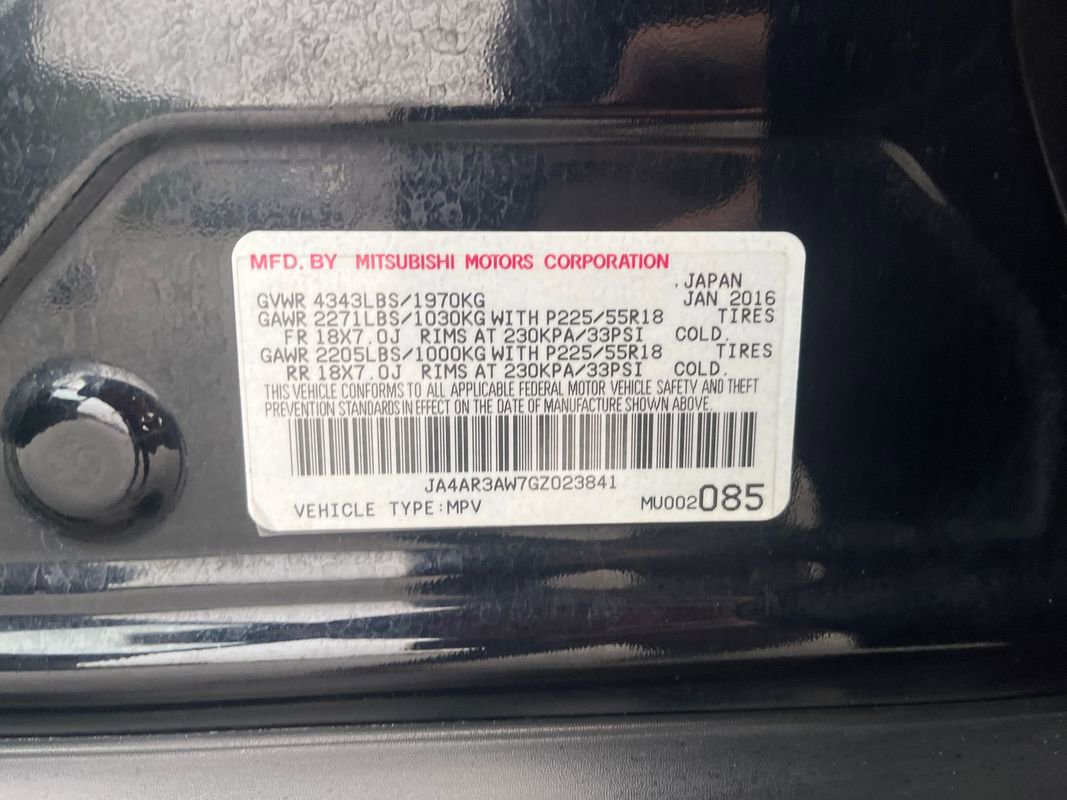 MFD. BY MITSUBISHI MOTORS CORPORATION
.JAPAN
GVWR 4343LBS/1970KG JAN 2016
GAWR 2271LBS/1030KG WITH P225/55R18 TIRES
FR 18X7.0J RIMS AT 230KPA/33PSI COLD.
GAWR 2205LBS/1000KG WITH P225/55R18 TIRES
RR 18X7.0J RIMS AT 230KPA/33PSI COLD.
THIS VEHICLE CONFORMS TO ALL APPLICABLE FEDERAL MOTOR VEHICLE SAFETY AND THEFT
PREVENTION STANDARDS IN EFFECT ON THE DATE OF MANUFACTURE SHOWN ABOVE.
JA4AR3AW7GZ023841
VEHICLE TYPE:MPV MU002085